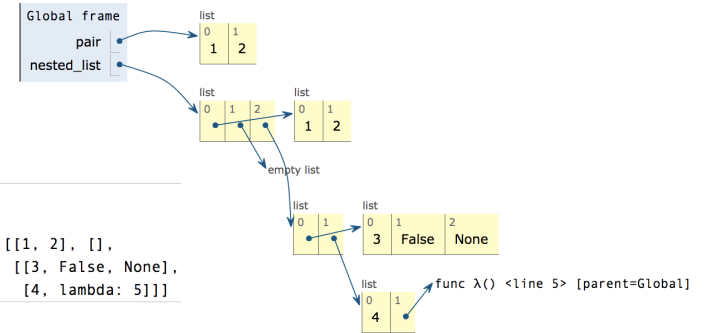 Global frame
pair
nested_list
list
0 1
1 2
list
0 1 2
list
0 1
1 2
empty list
list
0 1
list
0 1 2
3 False None
list
0 1
4
func λ() <line 5> [parent=Global]
[[1, 2], [],
[[3, False, None],
[4, lambda: 5]]]